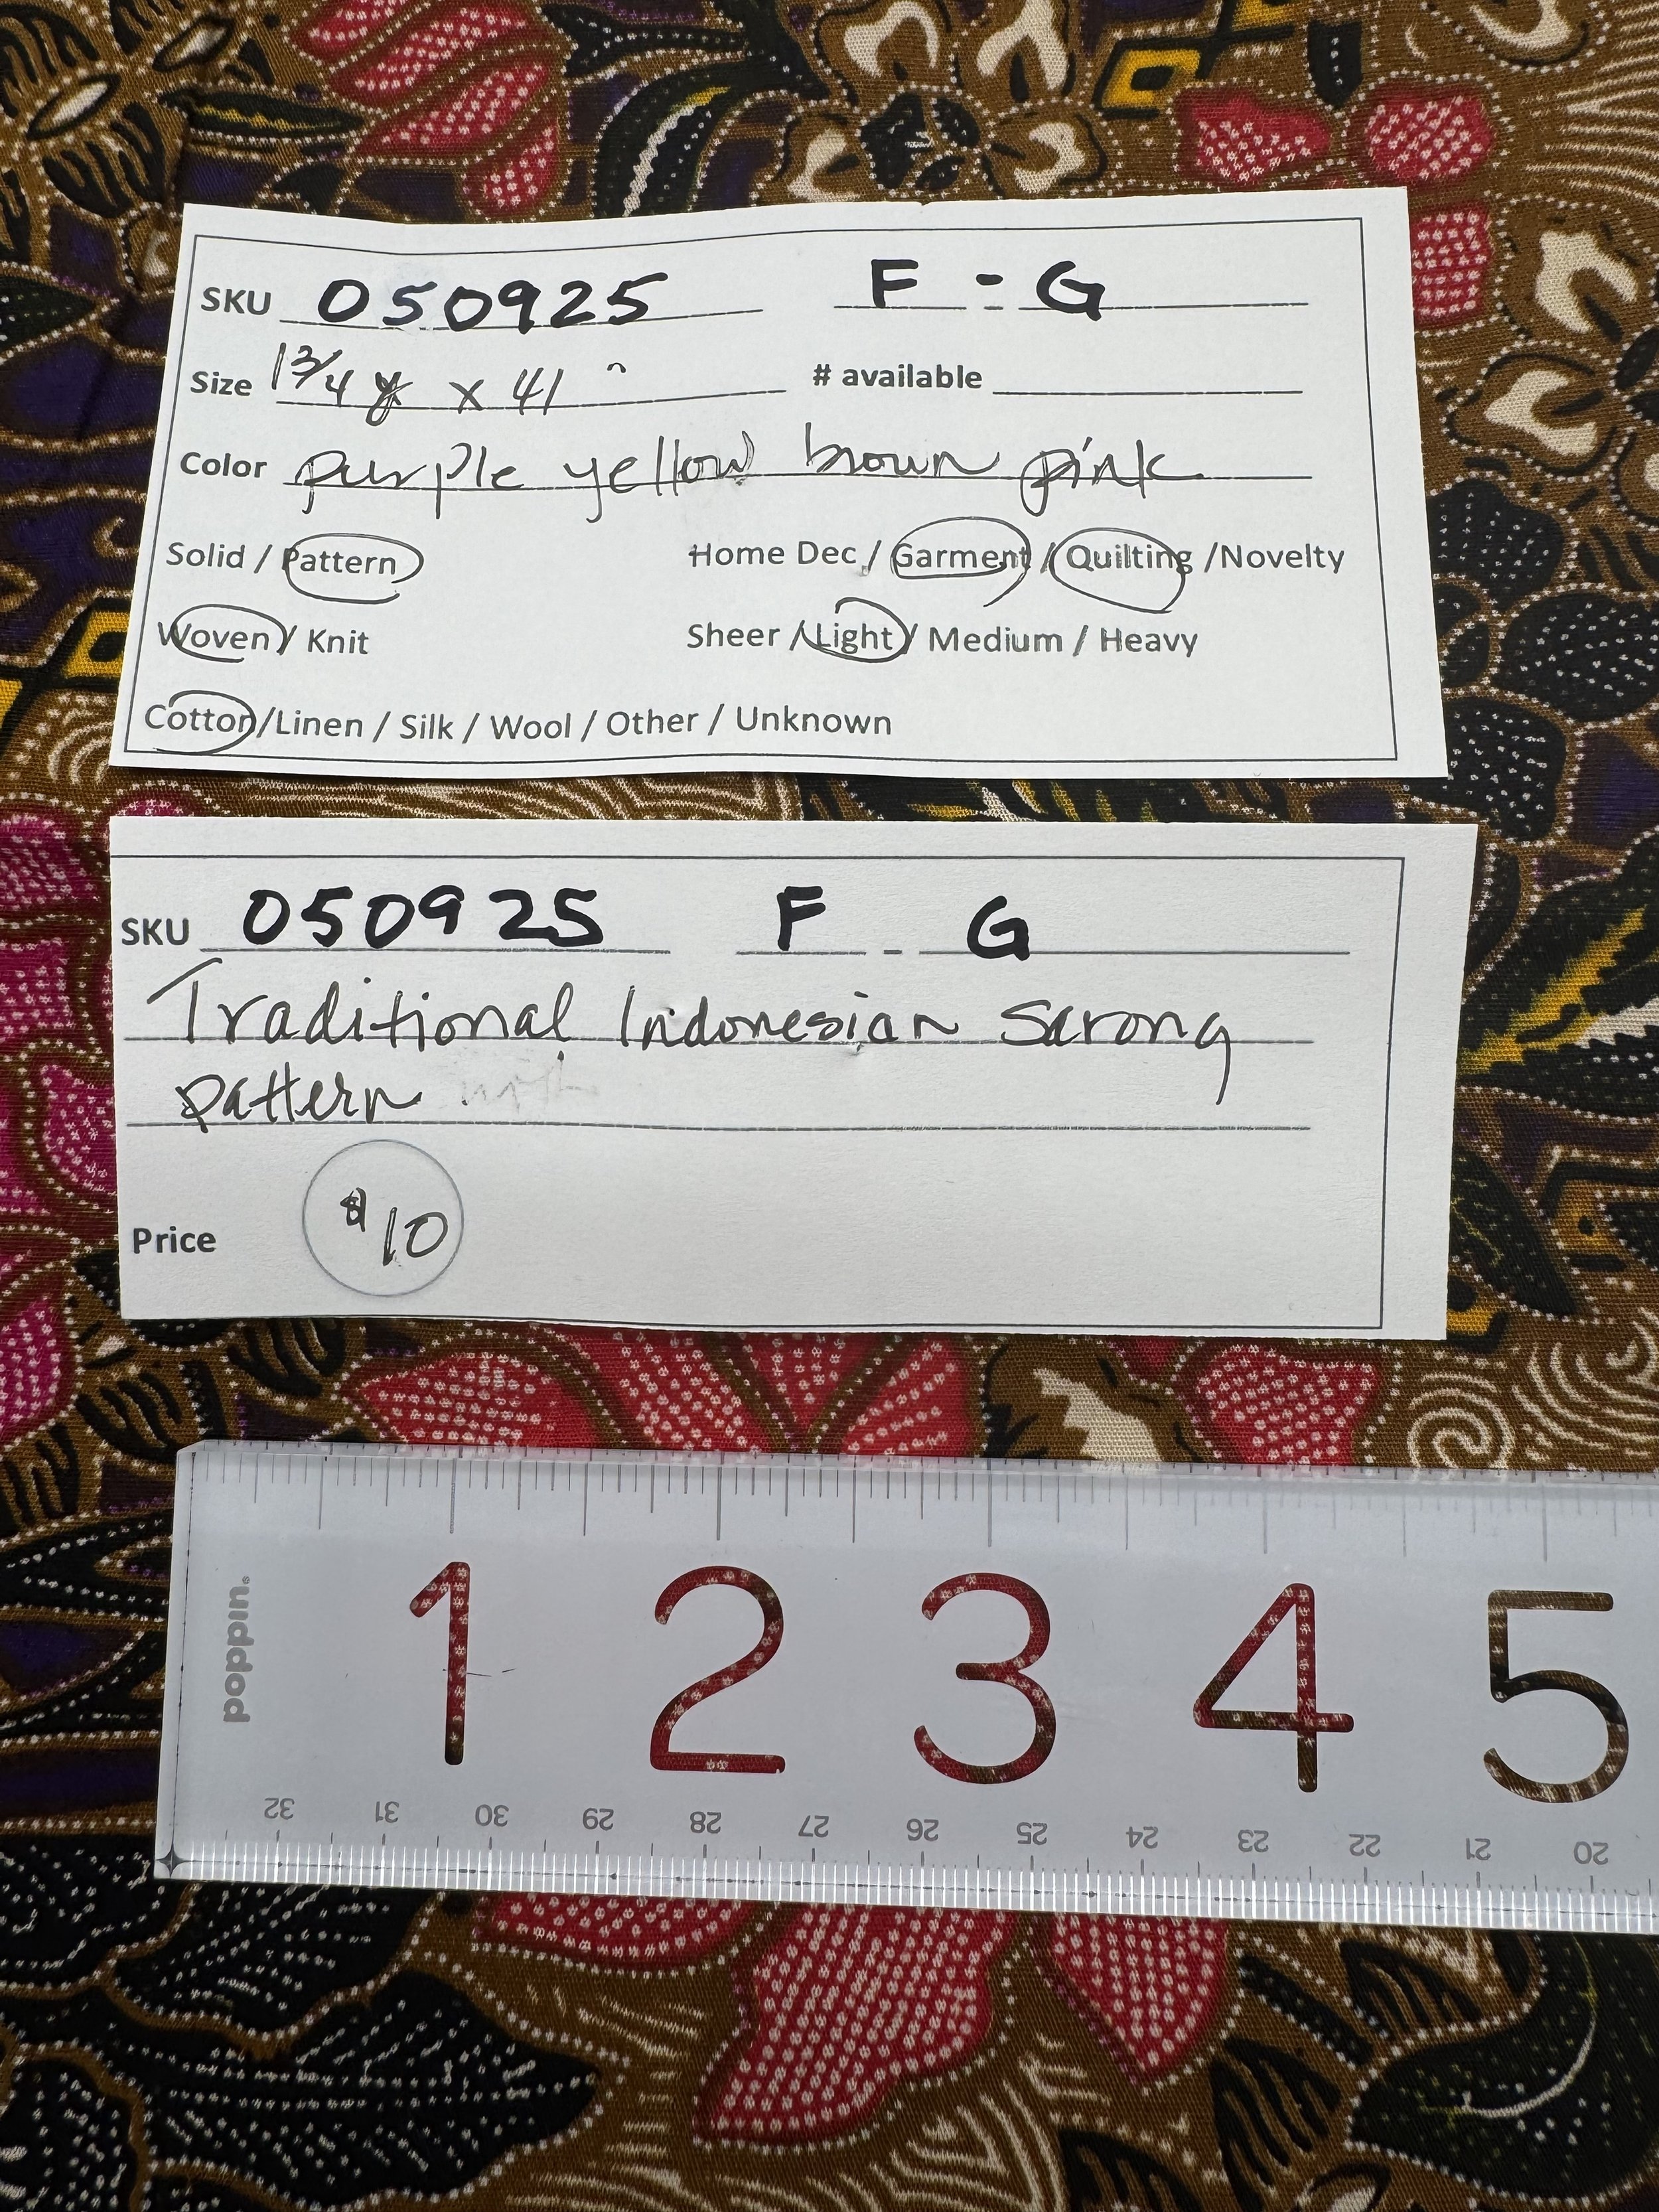 SKU 050925 F - G
Size 1 3/4 y x 41" # available
Color purple yellow brown pink
Solid / Pattern Home Dec / Garment / Quilting /Novelty
Woven / Knit Sheer / Light / Medium / Heavy
Cotton/Linen / Silk / Wool / Other / Unknown
SKU 050925 F - G
Traditional Indonesian Sarong
pattern
Price $10
poppin.
1 2 3 4 5
32 31 30 29 28 27 26 25 24 23 22 21 20